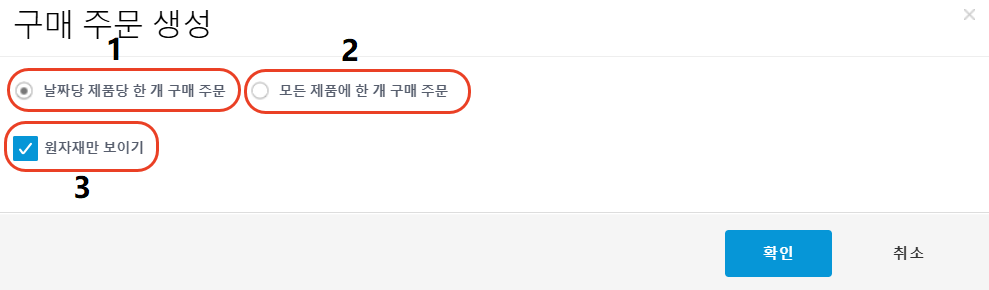 구매 주문 생성
×
1
2
날짜당 제품당 한 개 구매 주문
모든 제품에 한 개 구매 주문
원자재만 보이기
3
확인
취소